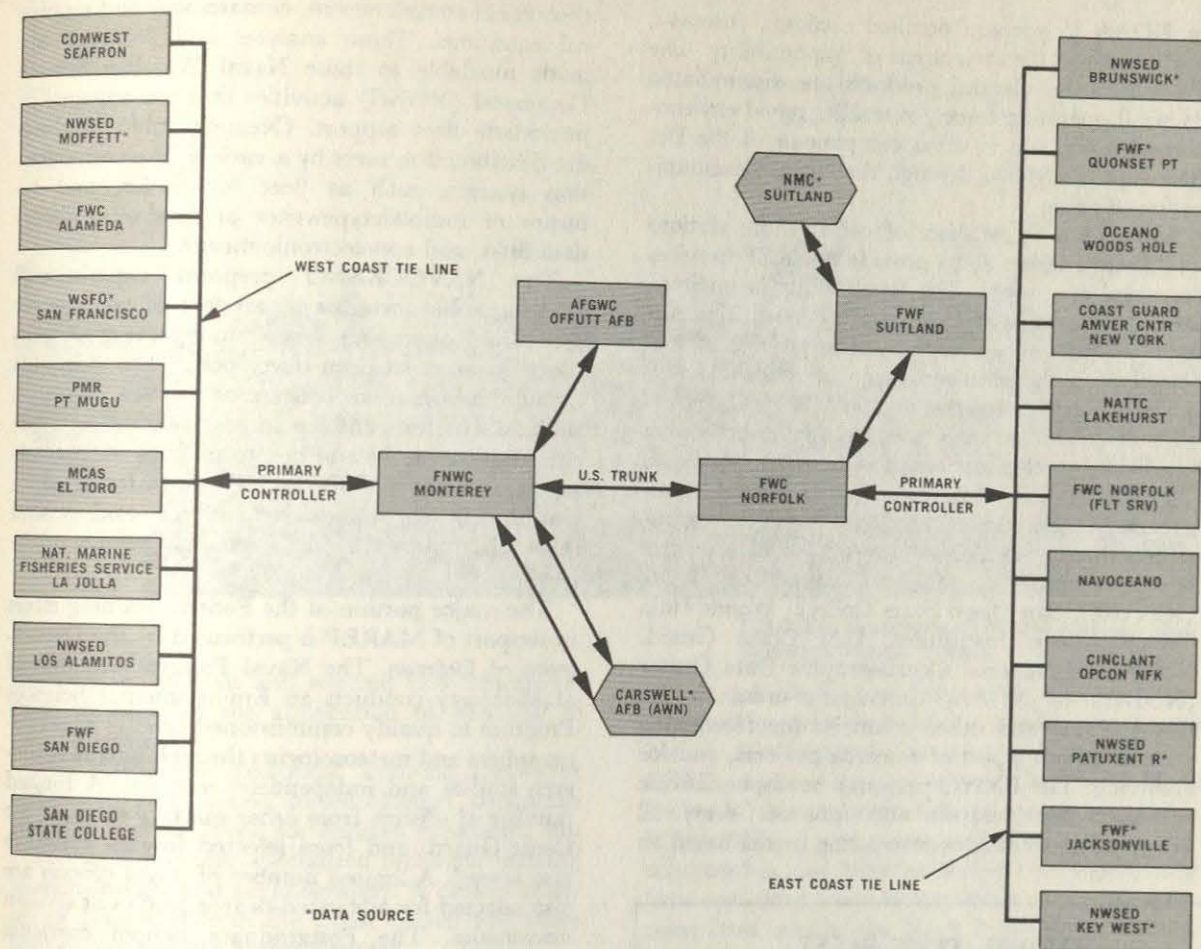 COMWEST
SEAFRON
NWSED
MOFFETT*
FWC
ALAMEDA
WSFO*
SAN FRANCISCO
PMR
PT MUGU
MCAS
EL TORO
NAT. MARINE
FISHERIES SERVICE
LA JOLLA
NWSED
LOS ALAMITOS
FWF
SAN DIEGO
SAN DIEGO
STATE COLLEGE
WEST COAST TIE LINE
PRIMARY
CONTROLLER
FNWC
MONTEREY
AFGWC
OFFUTT AFB
U.S. TRUNK
CARSWELL*
AFB (AWN)
NMC*
SUITLAND
FWF
SUITLAND
FWC
NORFOLK
PRIMARY
CONTROLLER
NWSED
BRUNSWICK*
FWF*
QUONSET PT
OCEANO
WOODS HOLE
COAST GUARD
AMVER CNTR
NEW YORK
NATTC
LAKEHURST
FWC NORFOLK
(FLT SRV)
NAVOCEANO
CINCLANT
OPCON NFK
NWSED
PATUXENT R*
FWF*
JACKSONVILLE
NWSED
KEY WEST*
EAST COAST TIE LINE
*DATA SOURCE